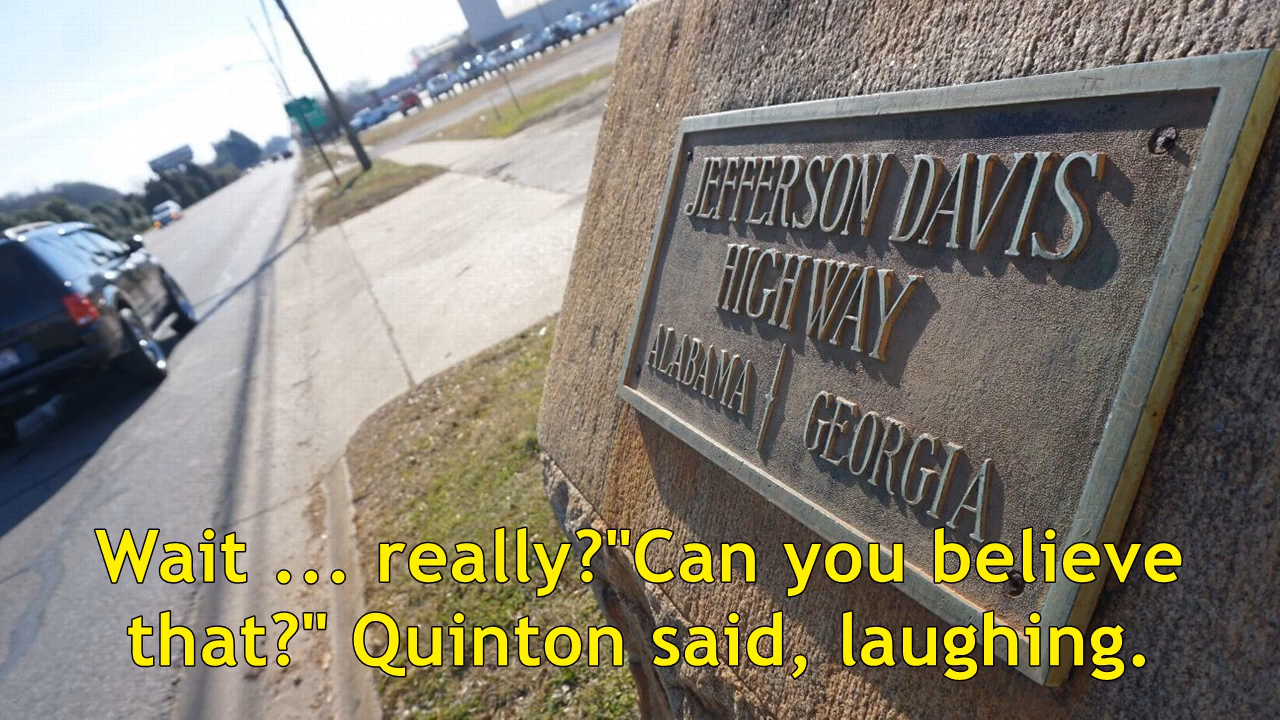 JEFFERSON DAVIS
HIGHWAY
ALABAMA GEORGIA
Wait ... really?"Can you believe
that?" Quinton said, laughing.